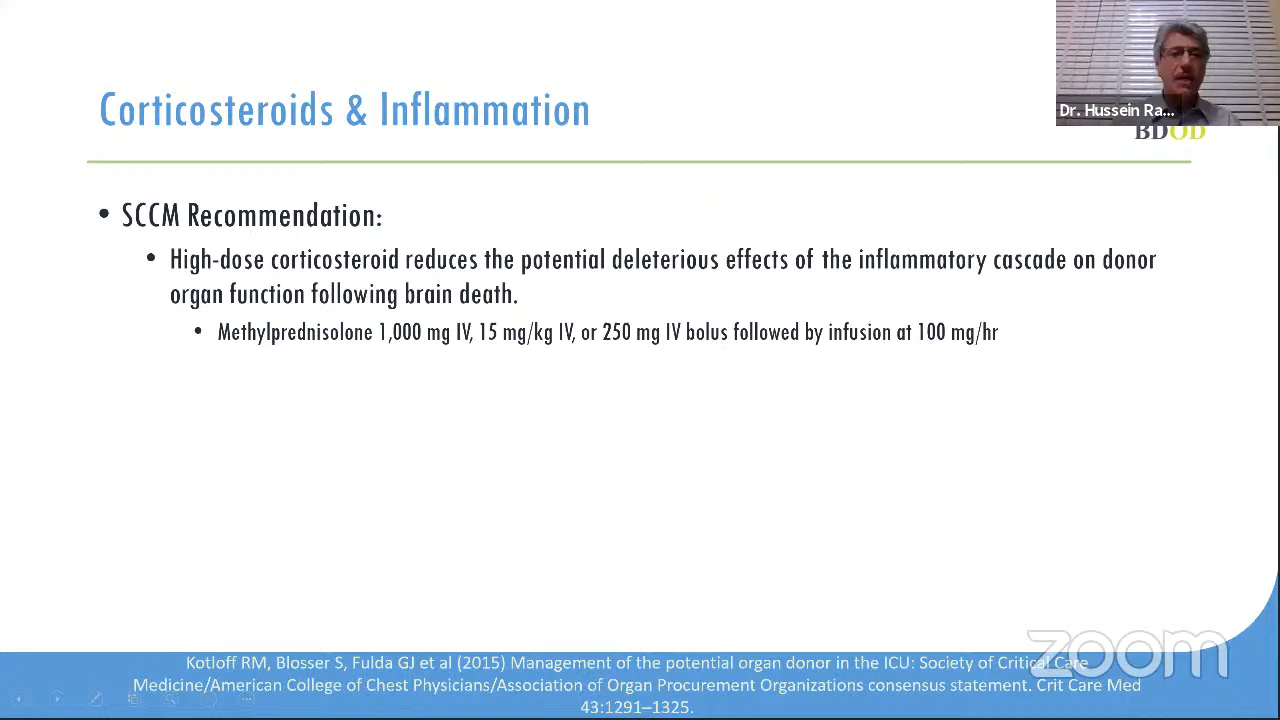 Corticosteroids & Inflammation
Dr. Hussein Ra...
BDOD
• SCCM Recommendation:
• High-dose corticosteroid reduces the potential deleterious effects of the inflammatory cascade on donor
organ function following brain death.
• Methylprednisolone 1,000 mg IV, 15 mg/kg IV, or 250 mg IV bolus followed by infusion at 100 mg/hr
zoom
Kotloff RM, Blosser S, Fulda GJ et al (2015) Management of the potential organ donor in the ICU: Society of Critical Care
Medicine/American College of Chest Physicians/Association of Organ Procurement Organizations consensus statement. Crit Care Med
43:1291–1325.